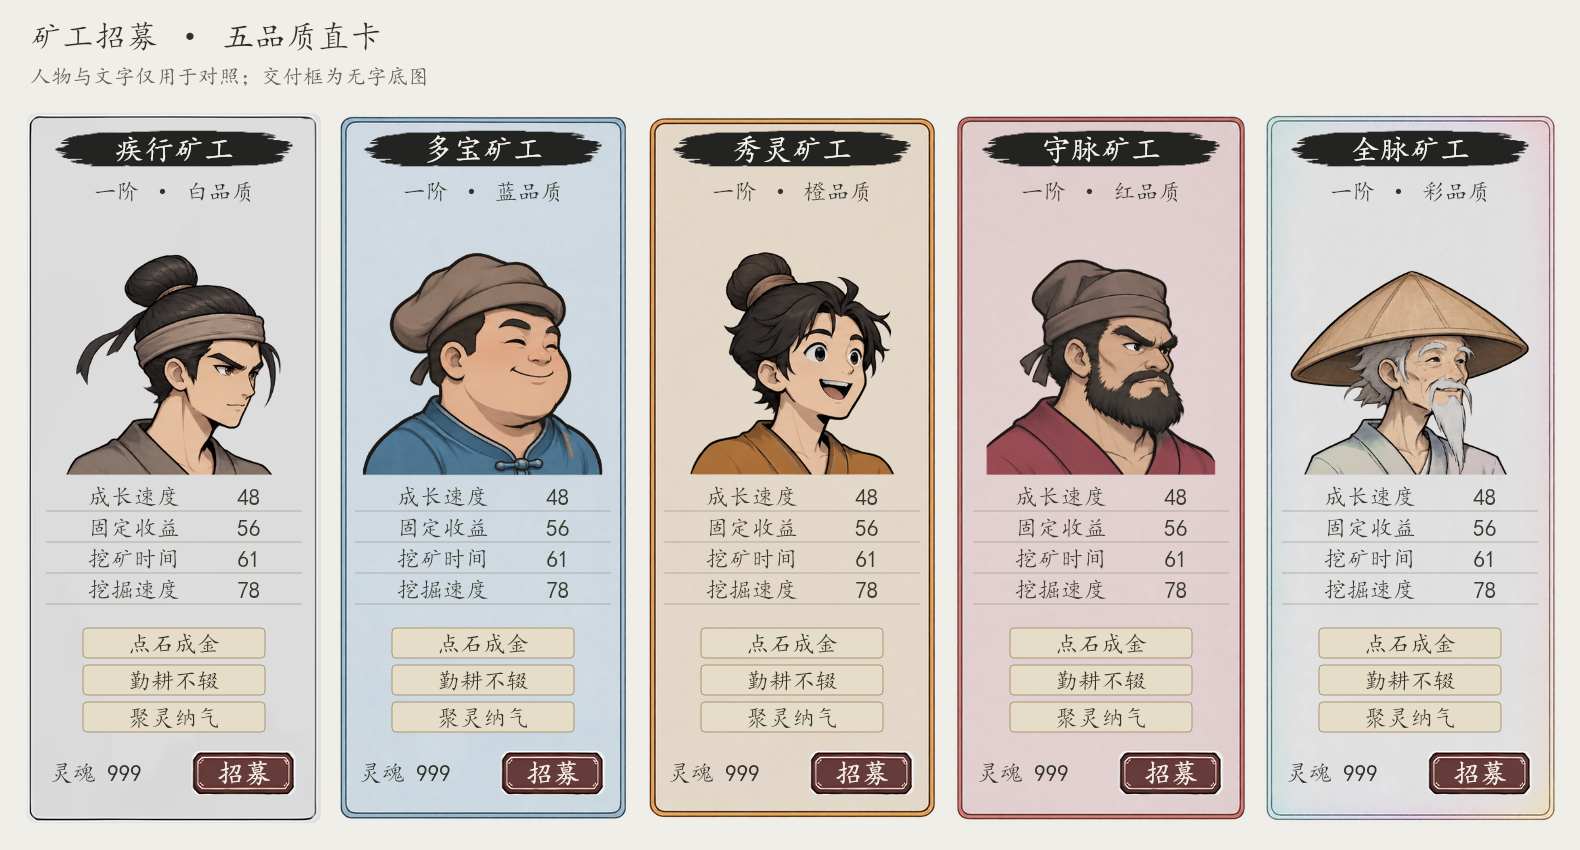 矿工招募 • 五品质直卡
人物与文字仅用于对照；交付框为无字底图
疾行矿工
一阶 • 白品质
成长速度 48
固定收益 56
挖矿时间 61
挖掘速度 78
点石成金
勤耕不辍
聚灵纳气
灵魂 999
招募
多宝矿工
一阶 • 蓝品质
成长速度 48
固定收益 56
挖矿时间 61
挖掘速度 78
点石成金
勤耕不辍
聚灵纳气
灵魂 999
招募
秀灵矿工
一阶 • 橙品质
成长速度 48
固定收益 56
挖矿时间 61
挖掘速度 78
点石成金
勤耕不辍
聚灵纳气
灵魂 999
招募
守脉矿工
一阶 • 红品质
成长速度 48
固定收益 56
挖矿时间 61
挖掘速度 78
点石成金
勤耕不辍
聚灵纳气
灵魂 999
招募
全脉矿工
一阶 • 彩品质
成长速度 48
固定收益 56
挖矿时间 61
挖掘速度 78
点石成金
勤耕不辍
聚灵纳气
灵魂 999
招募